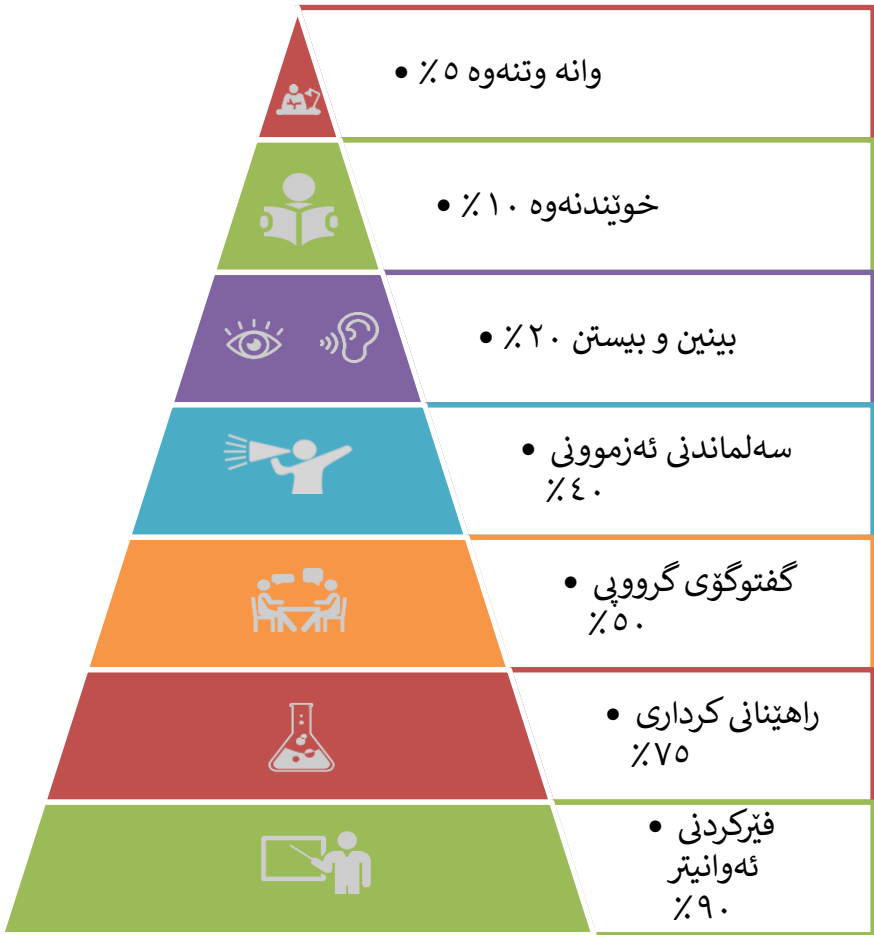 • وانە وتنەوە ٥٪
• خوێندنەوە ١٠٪
• بینین و بیستن ٢٠٪
• سەلماندنی ئەزموونی
٤٠٪
• گفتوگۆی گرووپی
٥٠٪
• راهێنانی کرداری
٧٥٪
• فێرکردنی
ئەوانیتر
٩٠٪